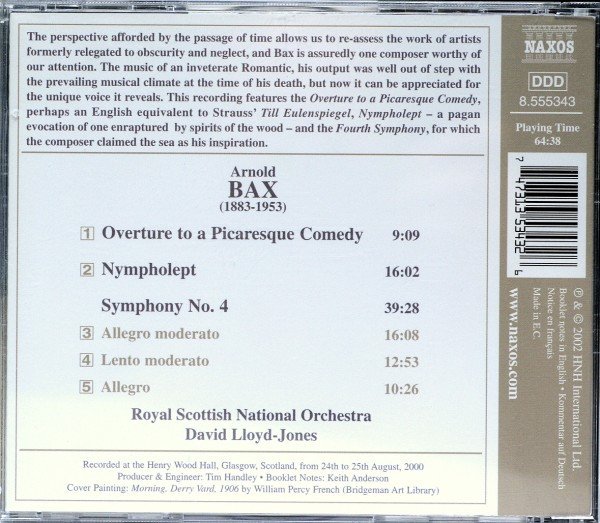 The perspective afforded by the passage of time allows us to re-assess the work of artists
formerly relegated to obscurity and neglect, and Bax is assuredly one composer worthy of
our attention. The music of an inveterate Romantic, his output was well out of step with
the prevailing musical climate at the time of his death, but now it can be appreciated for
the unique voice it reveals. This recording features the Overture to a Picaresque Comedy,
perhaps an English equivalent to Strauss' Till Eulenspiegel, Nympholept – a pagan
evocation of one enraptured by spirits of the wood – and the Fourth Symphony, for which
the composer claimed the sea as his inspiration.
Arnold
BAX
(1883-1953)
1 Overture to a Picaresque Comedy 9:09
2 Nympholept 16:02
Symphony No. 4 39:28
3 Allegro moderato 16:08
4 Lento moderato 12:53
5 Allegro 10:26
Royal Scottish National Orchestra
David Lloyd-Jones
Recorded at the Henry Wood Hall, Glasgow, Scotland, from 24th to 25th August, 2000
Producer & Engineer: Tim Handley • Booklet Notes: Keith Anderson
Cover Painting: Morning, Derry Vard, 1906 by William Percy French (Bridgeman Art Library)
NAXOS
DDD
8.555343
Playing Time
64:38
7 47313 53432 6
www.naxos.com
℗ & © 2002 HNH International Ltd.
Booklet notes in English • Kommentar auf Deutsch
Notice en français
Made in E.C.